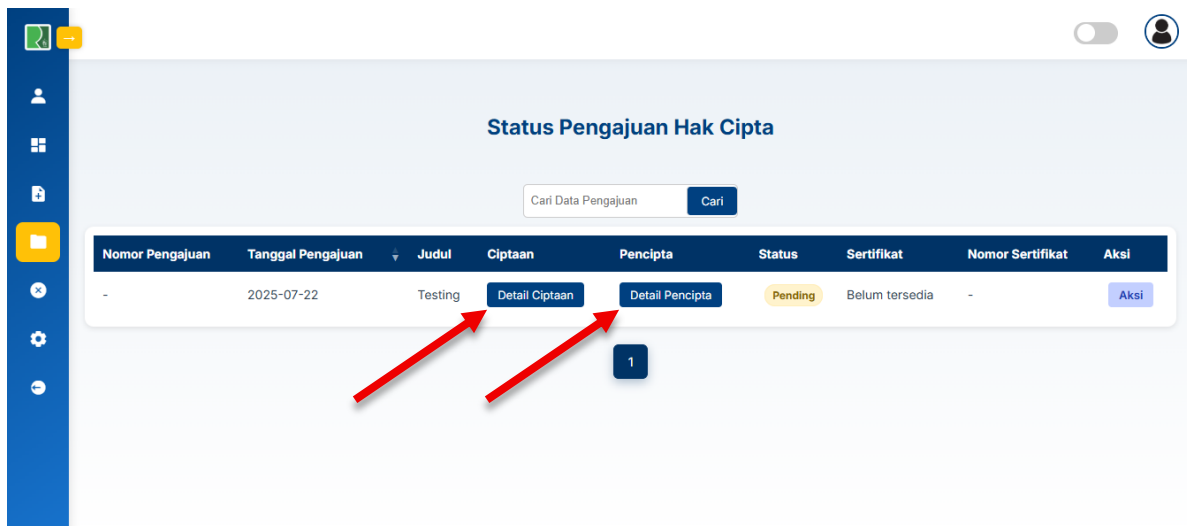 Status Pengajuan Hak Cipta
Cari Data Pengajuan Cari
Nomor Pengajuan Tanggal Pengajuan Judul Ciptaan Pencipta Status Sertifikat Nomor Sertifikat Aksi
- 2025-07-22 Testing Detail Ciptaan Detail Pencipta Pending Belum tersedia - Aksi
1